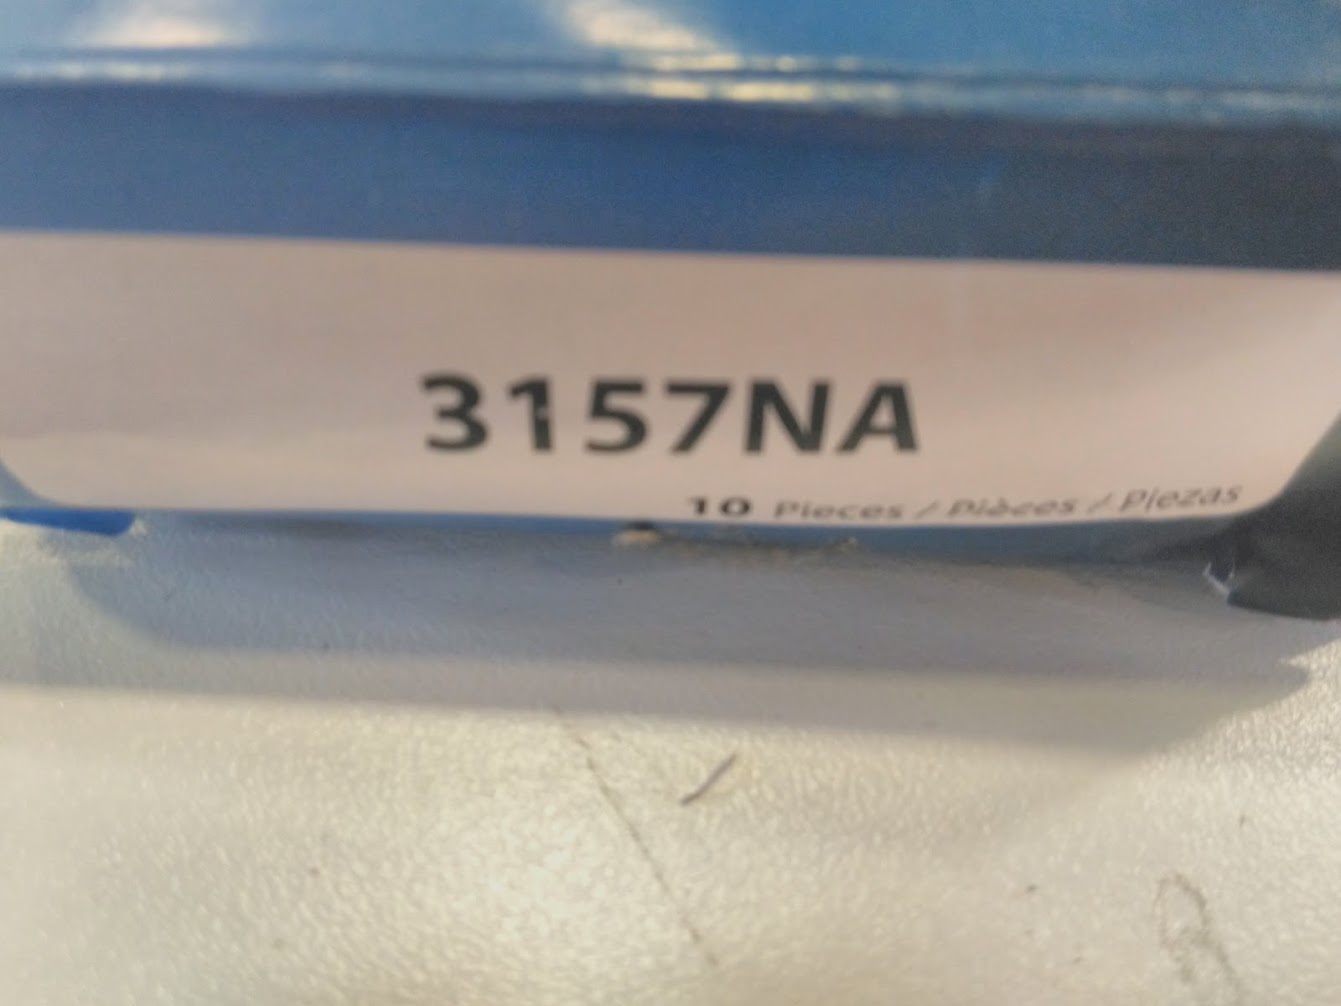 3157NA
10 Pieces / Pièces / Piezas